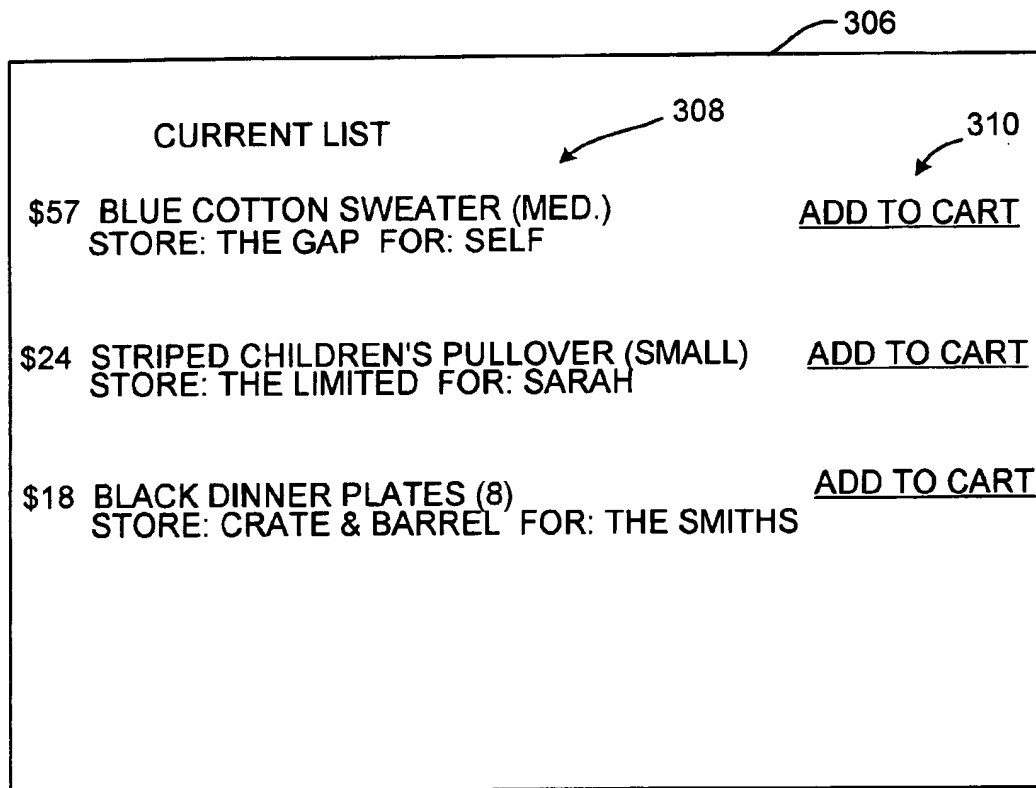 306
308
310
CURRENT LIST
$57 BLUE COTTON SWEATER (MED.) ADD TO CART
STORE: THE GAP FOR: SELF
$24 STRIPED CHILDREN'S PULLOVER (SMALL) ADD TO CART
STORE: THE LIMITED FOR: SARAH
$18 BLACK DINNER PLATES (8) ADD TO CART
STORE: CRATE & BARREL FOR: THE SMITHS